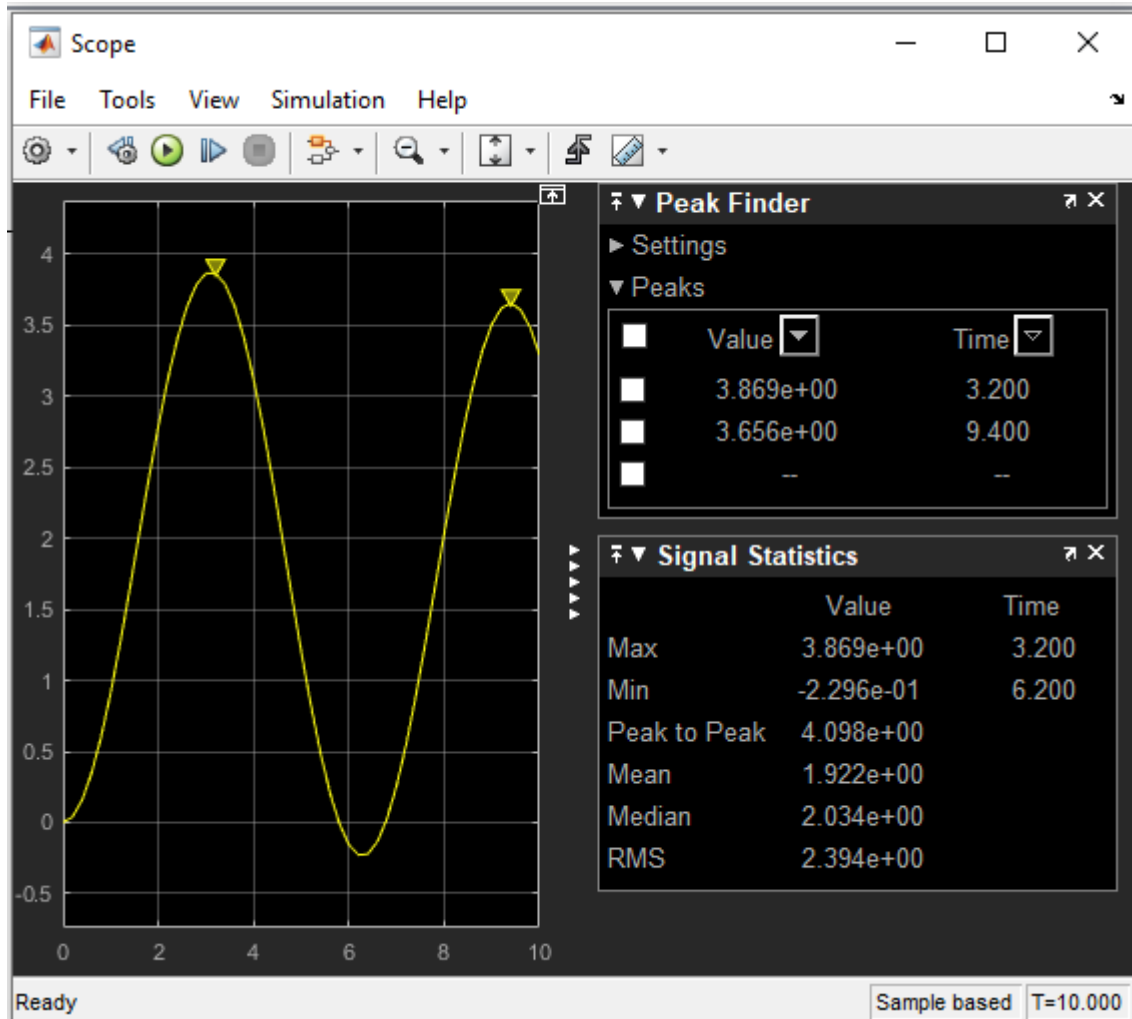 Scope
File Tools View Simulation Help
4
3.5
3
2.5
2
1.5
1
0.5
0
-0.5
0 2 4 6 8 10
Peak Finder
Settings
Peaks
Value Time
3.869e+00 3.200
3.656e+00 9.400
-- --
Signal Statistics
Value Time
Max 3.869e+00 3.200
Min -2.296e-01 6.200
Peak to Peak 4.098e+00
Mean 1.922e+00
Median 2.034e+00
RMS 2.394e+00
Ready Sample based T=10.000